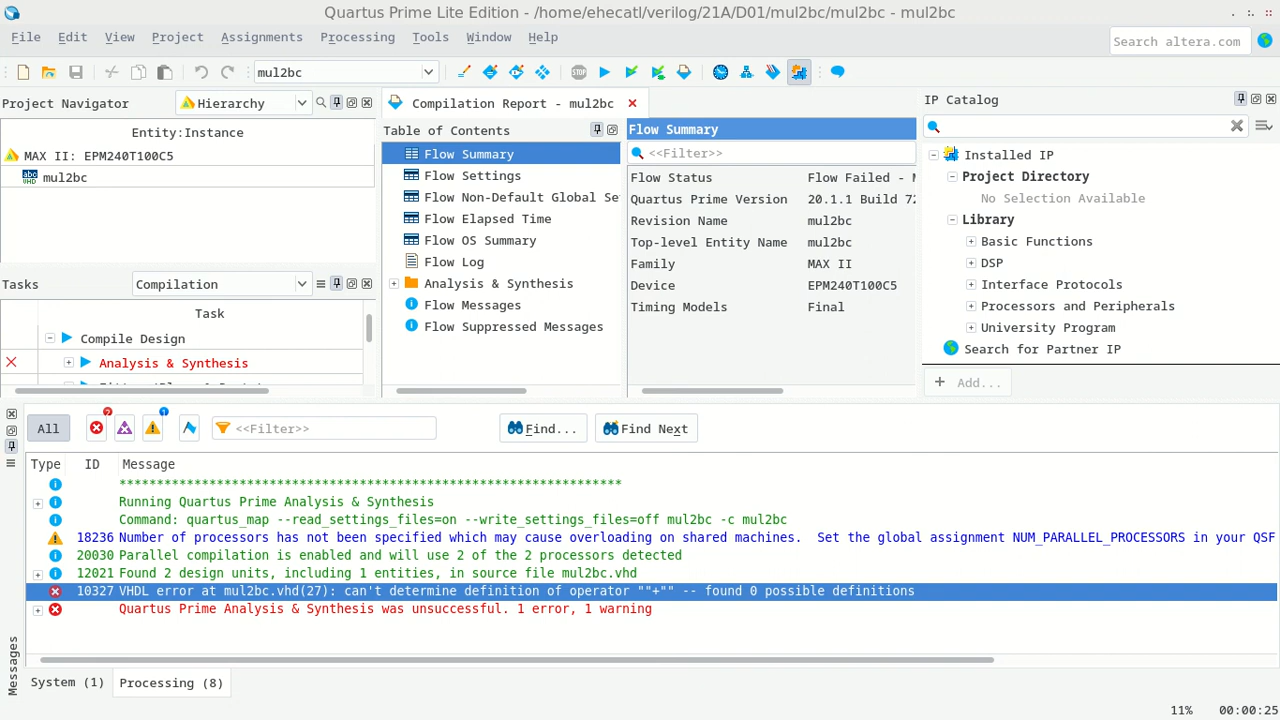 Quartus Prime Lite Edition - /home/ehecatl/verilog/21A/D01/mul2bc/mul2bc - mul2bc
File Edit View Project Assignments Processing Tools Window Help
Search altera.com
mul2bc
Project Navigator
Hierarchy
Entity:Instance
MAX II: EPM240T100C5
mul2bc
Tasks
Compilation
Task
Compile Design
Analysis & Synthesis
Compilation Report - mul2bc
Table of Contents
Flow Summary
Flow Settings
Flow Non-Default Global Se
Flow Elapsed Time
Flow OS Summary
Flow Log
Analysis & Synthesis
Flow Messages
Flow Suppressed Messages
Flow Summary
<<Filter>>
Flow Status Flow Failed - M
Quartus Prime Version 20.1.1 Build 72
Revision Name mul2bc
Top-level Entity Name mul2bc
Family MAX II
Device EPM240T100C5
Timing Models Final
IP Catalog
Installed IP
Project Directory
No Selection Available
Library
Basic Functions
DSP
Interface Protocols
Processors and Peripherals
University Program
Search for Partner IP
+ Add...
All
<<Filter>>
Find...
Find Next
Type ID Message
*******************************************************************
Running Quartus Prime Analysis & Synthesis
Command: quartus_map --read_settings_files=on --write_settings_files=off mul2bc -c mul2bc
18236 Number of processors has not been specified which may cause overloading on shared machines.  Set the global assignment NUM_PARALLEL_PROCESSORS in your QSF
20030 Parallel compilation is enabled and will use 2 of the 2 processors detected
12021 Found 2 design units, including 1 entities, in source file mul2bc.vhd
10327 VHDL error at mul2bc.vhd(27): can't determine definition of operator ""+"" -- found 0 possible definitions
Quartus Prime Analysis & Synthesis was unsuccessful. 1 error, 1 warning
Messages
System (1)
Processing (8)
11% 00:00:25